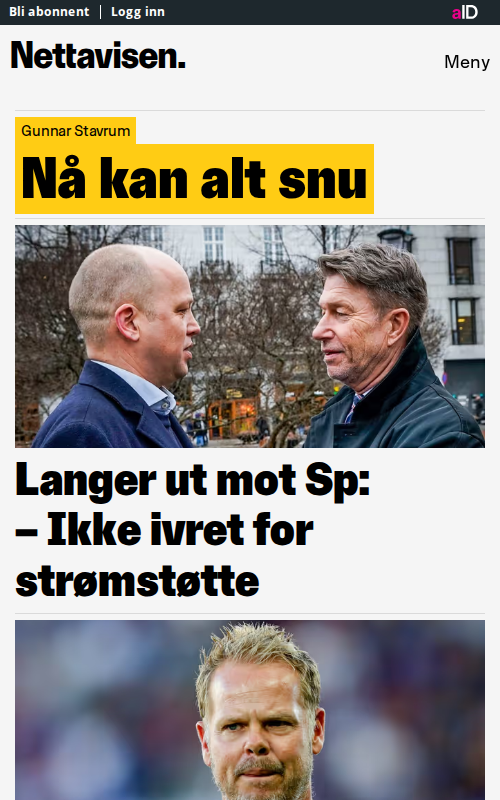 Bli abonnent | Logg inn
aID
Nettavisen.
Meny
Gunnar Stavrum
Nå kan alt snu
Langer ut mot Sp:
– Ikke ivret for
strømstøtte